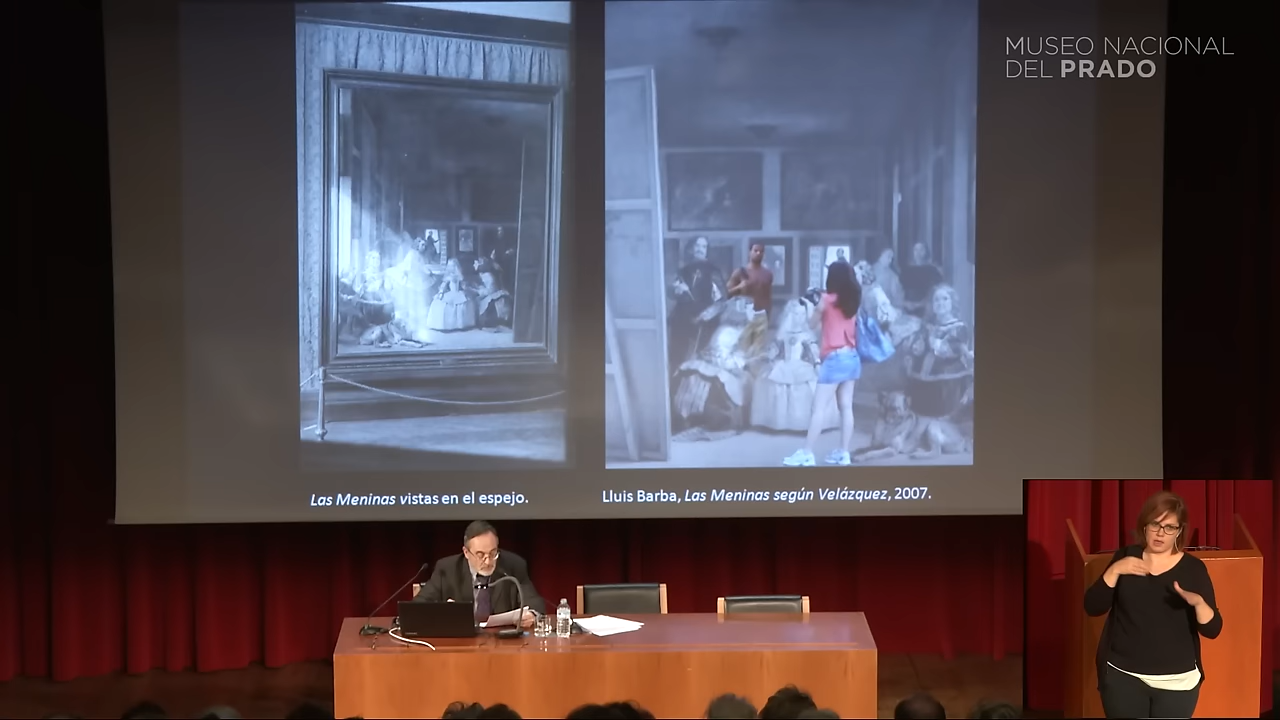 MUSEO NACIONAL
DEL PRADO
Las Meninas vistas en el espejo.
Lluis Barba, Las Meninas según Velázquez, 2007.